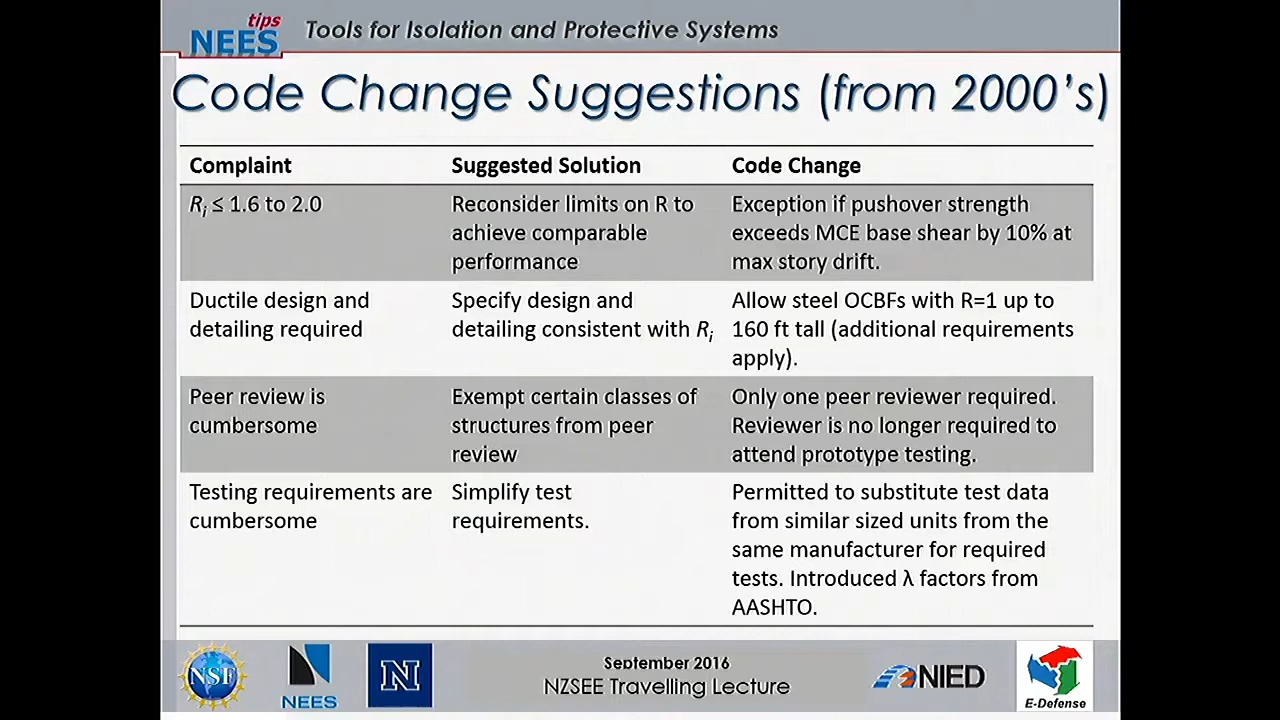 tips
NEES
Tools for Isolation and Protective Systems
Code Change Suggestions (from 2000's)
Complaint
Suggested Solution
Code Change
Ri ≤ 1.6 to 2.0
Reconsider limits on R to
achieve comparable
performance
Exception if pushover strength
exceeds MCE base shear by 10% at
max story drift.
Ductile design and
detailing required
Specify design and
detailing consistent with Ri
Allow steel OCBFs with R=1 up to
160 ft tall (additional requirements
apply).
Peer review is
cumbersome
Exempt certain classes of
structures from peer
review
Only one peer reviewer required.
Reviewer is no longer required to
attend prototype testing.
Testing requirements are
cumbersome
Simplify test
requirements.
Permitted to substitute test data
from similar sized units from the
same manufacturer for required
tests. Introduced λ factors from
AASHTO.
NSF
NEES
N
September 2016
NZSEE Travelling Lecture
NIED
E-Defense